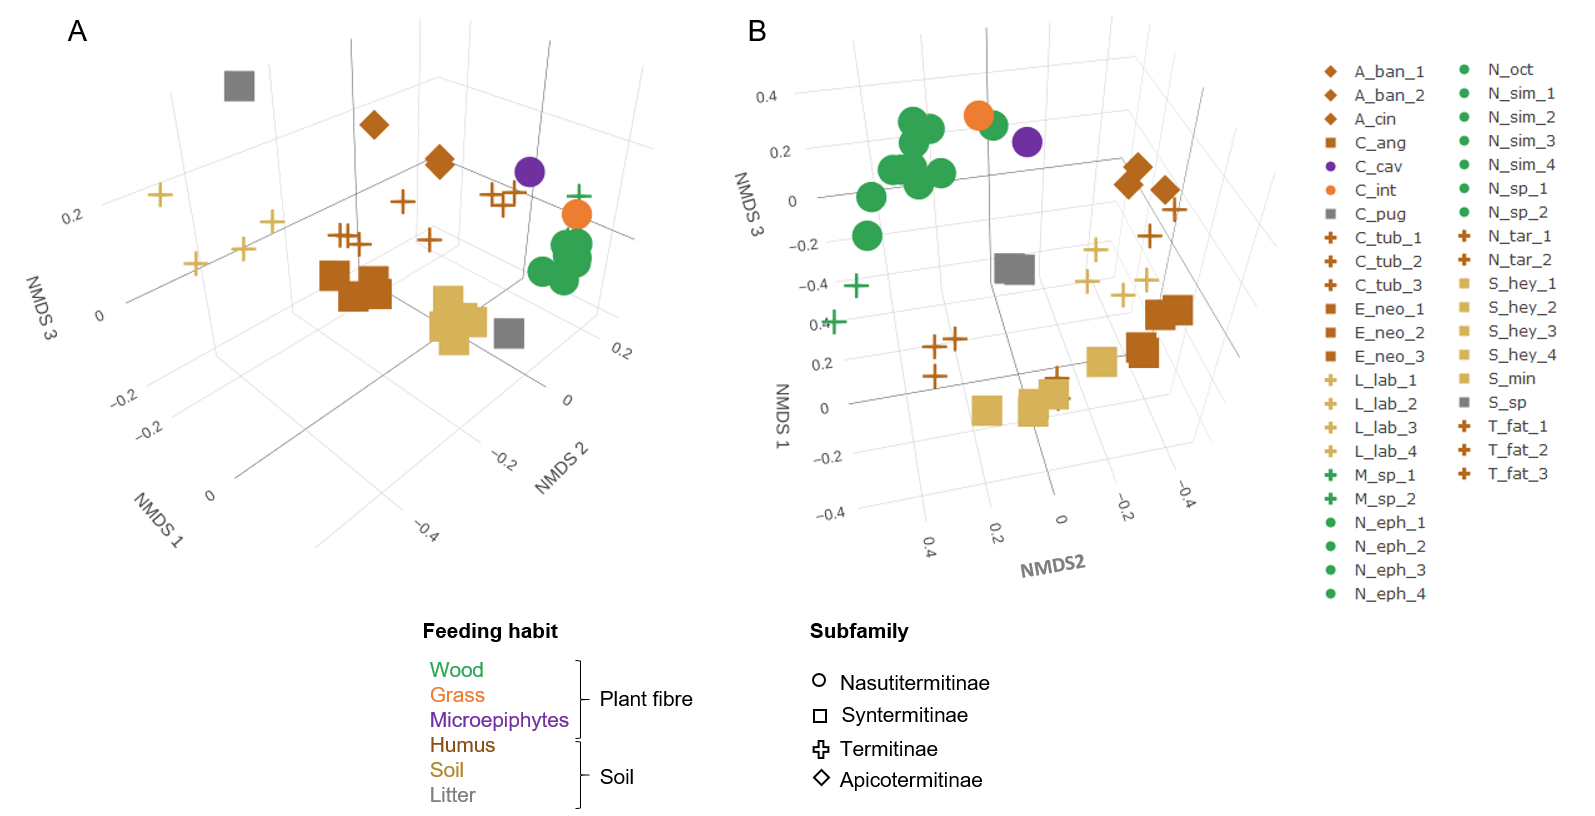 A
0.2
0
−0.2
−0.2
0
−0.4
−0.2
0
0.2
NMDS 3
NMDS 1
NMDS 2
B
0.4
0.2
0
−0.2
−0.4
0.4
0.2
0
−0.2
−0.4
0.4
0.2
0
−0.2
−0.4
NMDS 3
NMDS 1
NMDS2
A_ban_1
A_ban_2
A_cin
C_ang
C_cav
C_int
C_pug
C_tub_1
C_tub_2
C_tub_3
E_neo_1
E_neo_2
E_neo_3
L_lab_1
L_lab_2
L_lab_3
L_lab_4
M_sp_1
M_sp_2
N_eph_1
N_eph_2
N_eph_3
N_eph_4
N_oct
N_sim_1
N_sim_2
N_sim_3
N_sim_4
N_sp_1
N_sp_2
N_tar_1
N_tar_2
S_hey_1
S_hey_2
S_hey_3
S_hey_4
S_min
S_sp
T_fat_1
T_fat_2
T_fat_3
Feeding habit
Wood
Grass
Microepiphytes
Humus
Soil
Litter
Plant fibre
Soil
Subfamily
Nasutitermitinae
Syntermitinae
Termitinae
Apicotermitinae